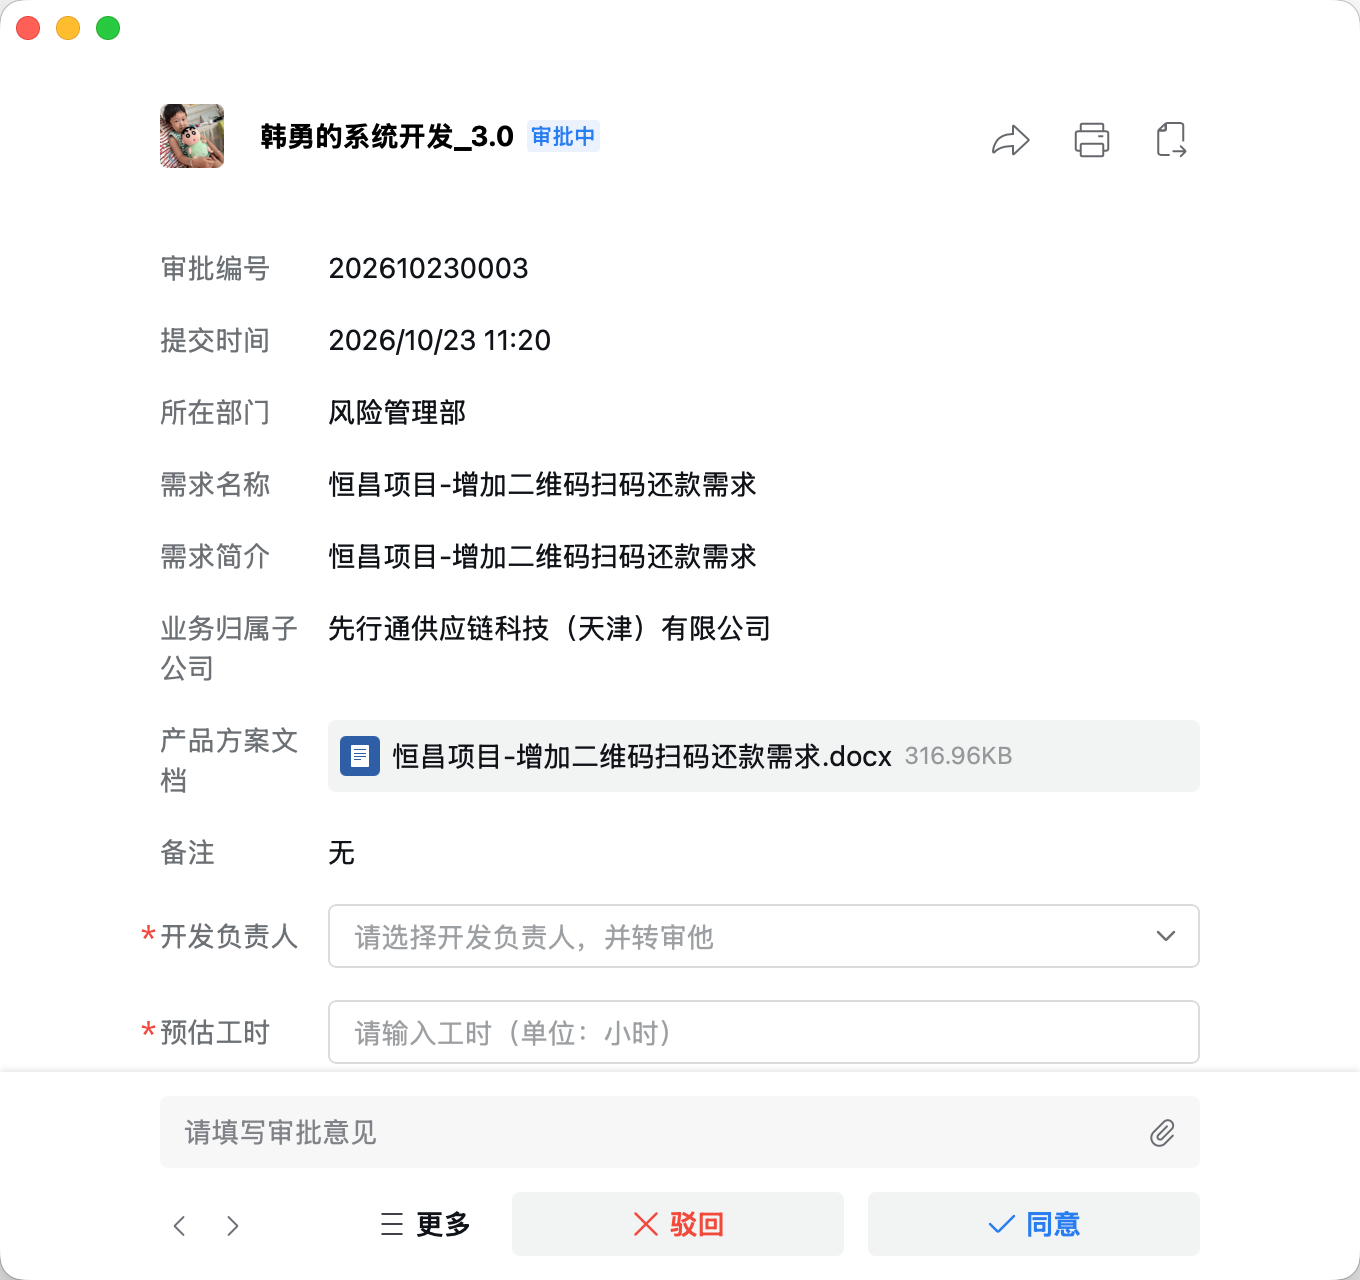 韩勇的系统开发_3.0 审批中
审批编号 202610230003
提交时间 2026/10/23 11:20
所在部门 风险管理部
需求名称 恒昌项目-增加二维码扫码还款需求
需求简介 恒昌项目-增加二维码扫码还款需求
业务归属子 先行通供应链科技（天津）有限公司
公司
产品方案文
档
恒昌项目-增加二维码扫码还款需求.docx 316.96KB
备注 无
*开发负责人 请选择开发负责人，并转审他
*预估工时 请输入工时（单位：小时）
请填写审批意见
更多 驳回 同意